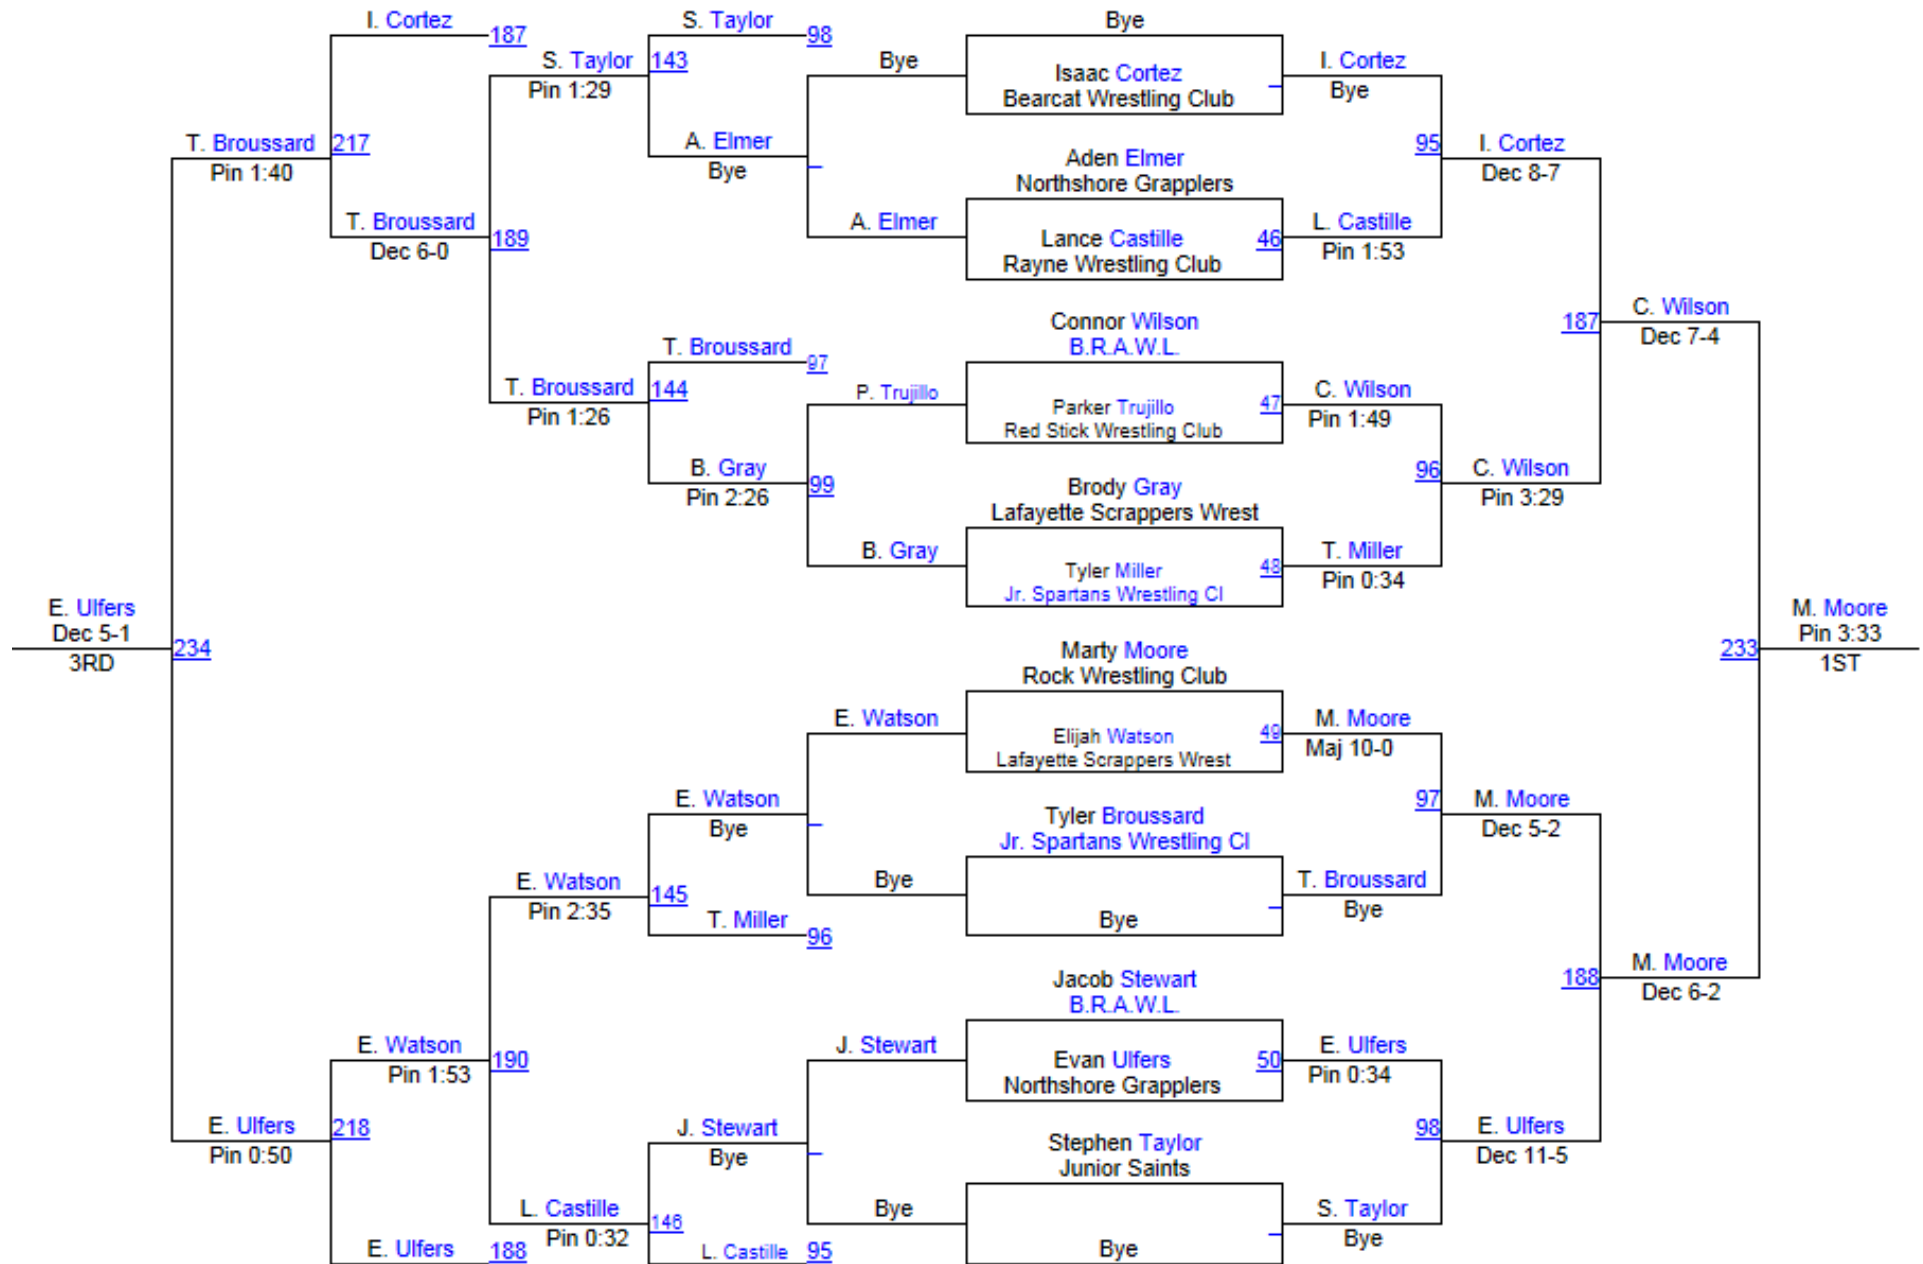 I. Cortez
187
S. Taylor
98
Bye
S. Taylor
Pin 1:29
143
Bye
Isaac Cortez
Bearcat Wrestling Club
I. Cortez
Bye
T. Broussard
Pin 1:40
217
A. Elmer
Bye
Aden Elmer
Northshore Grapplers
95
I. Cortez
Dec 8-7
T. Broussard
Dec 6-0
189
A. Elmer
Lance Castille
Rayne Wrestling Club
46
L. Castille
Pin 1:53
Connor Wilson
B.R.A.W.L.
187
C. Wilson
Dec 7-4
T. Broussard
97
T. Broussard
Pin 1:26
144
P. Trujillo
Parker Trujillo
Red Stick Wrestling Club
47
C. Wilson
Pin 1:49
B. Gray
Pin 2:26
99
Brody Gray
Lafayette Scrappers Wrest
96
C. Wilson
Pin 3:29
B. Gray
Tyler Miller
Jr. Spartans Wrestling Cl
48
T. Miller
Pin 0:34
E. Ulfers
Dec 5-1
3RD
234
Marty Moore
Rock Wrestling Club
233
M. Moore
Pin 3:33
1ST
E. Watson
Elijah Watson
Lafayette Scrappers Wrest
49
M. Moore
Maj 10-0
E. Watson
Bye
Tyler Broussard
Jr. Spartans Wrestling Cl
97
M. Moore
Dec 5-2
E. Watson
Pin 2:35
145
T. Miller
96
Bye
Bye
T. Broussard
Bye
Jacob Stewart
B.R.A.W.L.
188
M. Moore
Dec 6-2
E. Watson
Pin 1:53
190
J. Stewart
Evan Ulfers
Northshore Grapplers
50
E. Ulfers
Pin 0:34
E. Ulfers
Pin 0:50
218
J. Stewart
Bye
Stephen Taylor
Junior Saints
98
E. Ulfers
Dec 11-5
L. Castille
Pin 0:32
146
Bye
Bye
S. Taylor
Bye
E. Ulfers
188
L. Castille
95